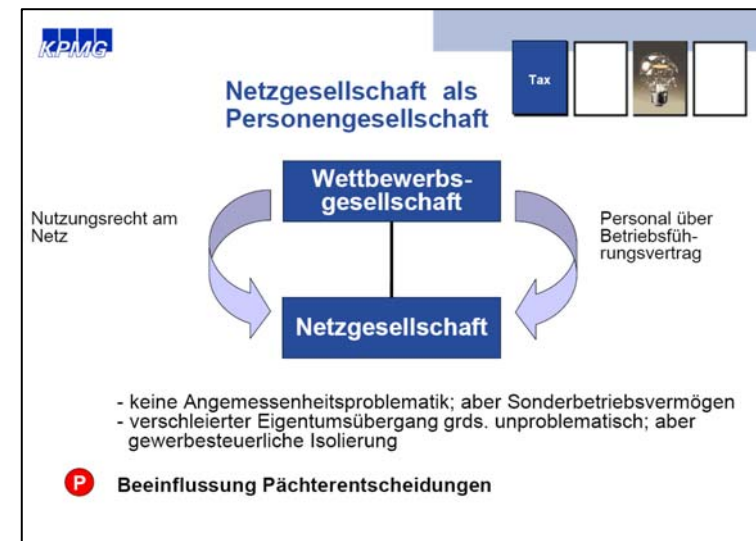 KPMG
Tax
Netzgesellschaft als
Personengesellschaft
Wettbewerbs-
gesellschaft
Nutzungsrecht am
Netz
Personal über
Betriebsfüh-
rungsvertrag
Netzgesellschaft
- keine Angemessenheitsproblematik; aber Sonderbetriebsvermögen
- verschleierter Eigentumsübergang grds. unproblematisch; aber
gewerbesteuerliche Isolierung
P Beeinflussung Pächterentscheidungen